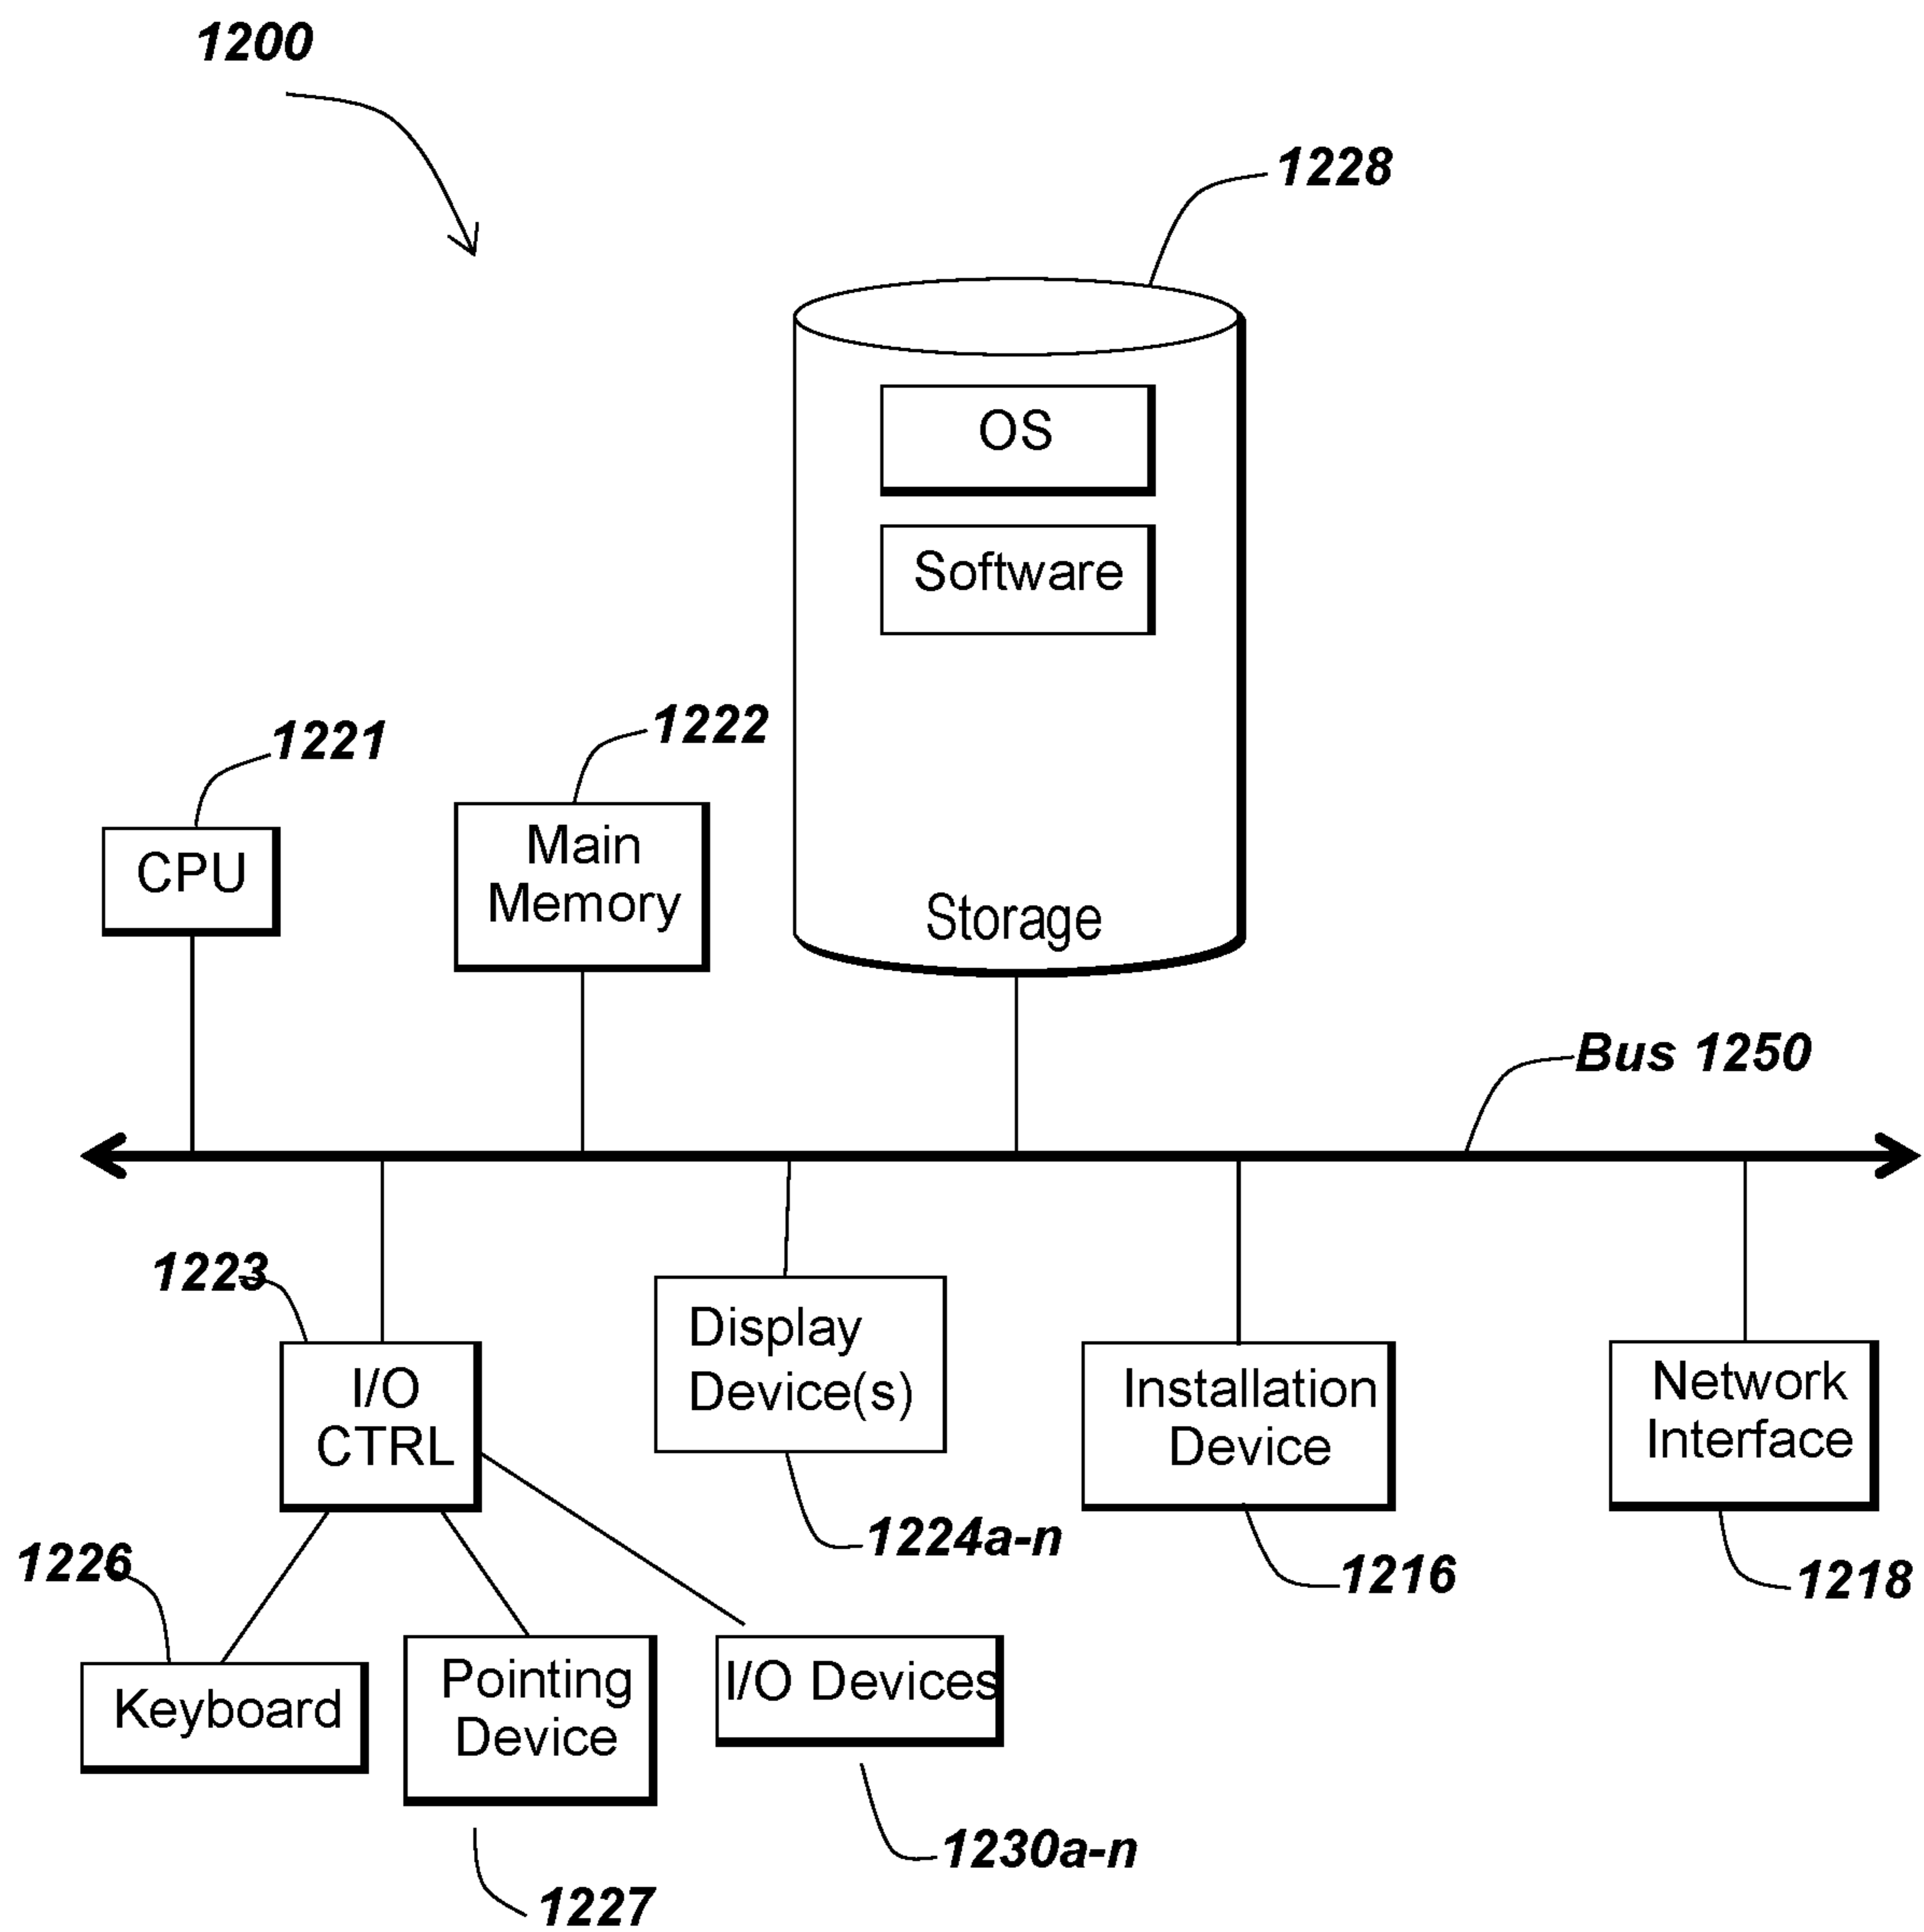 1200
1228
OS
Software
1221
1222
CPU
Main
Memory
Storage
Bus 1250
1223
I/O
CTRL
Display
Device(s)
Installation
Device
Network
Interface
1226
1224a-n
1216
1218
Keyboard
Pointing
Device
I/O Devices
1230a-n
1227